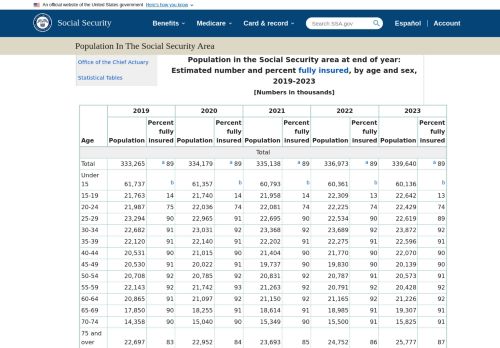 An official website of the United States government Here's how you know
Social Security Benefits Medicare Card & record Search SSA.gov Español Account
Population In The Social Security Area
Office of the Chief Actuary
Statistical Tables
Population in the Social Security area at end of year:
Estimated number and percent fully insured, by age and sex,
2019-2023
[Numbers in thousands]
2019 2020 2021 2022 2023
Age Population Percent fully insured Population Percent fully insured Population Percent fully insured Population Percent fully insured Population Percent fully insured
Total
Total 333,265 a 89 334,179 a 89 335,138 a 89 336,973 a 89 339,640 a 89
Under 15 61,737 b 61,357 b 60,793 b 60,361 b 60,136 b
15-19 21,763 14 21,740 14 21,958 14 22,309 13 22,642 13
20-24 21,987 75 22,036 74 22,081 74 22,225 74 22,429 74
25-29 23,294 90 22,965 91 22,695 90 22,534 90 22,619 89
30-34 22,682 91 23,031 92 23,368 92 23,689 92 23,872 92
35-39 22,120 91 22,140 91 22,202 91 22,275 91 22,596 91
40-44 20,531 90 21,015 90 21,404 90 21,770 90 22,070 90
45-49 20,530 91 20,022 91 19,737 90 19,830 90 20,139 90
50-54 20,708 92 20,785 92 20,831 92 20,787 91 20,573 91
55-59 22,143 92 21,742 93 21,263 92 20,791 92 20,428 92
60-64 20,865 91 21,097 92 21,150 92 21,165 92 21,226 92
65-69 17,850 90 18,255 91 18,614 91 18,985 91 19,307 91
70-74 14,358 90 15,040 90 15,349 90 15,500 91 15,825 91
75 and over 22,697 83 22,952 84 23,693 85 24,752 86 25,777 87